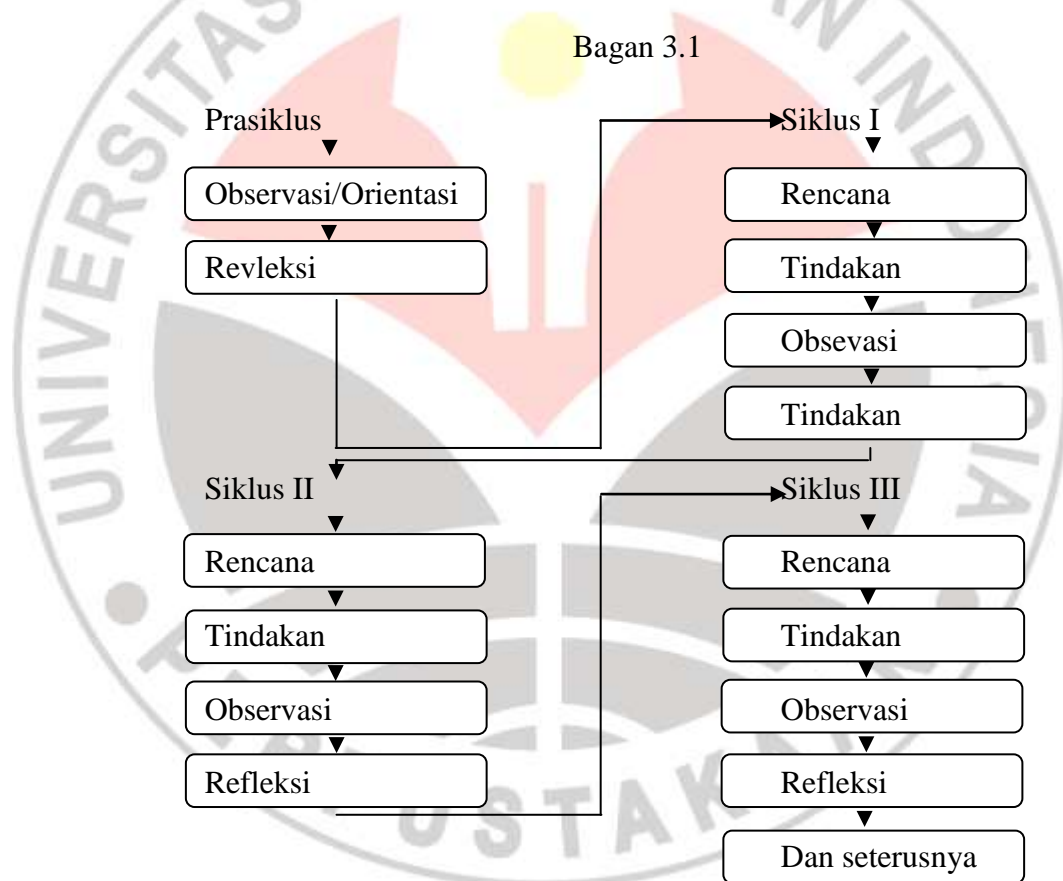 Bagan 3.1
Prasiklus
Observasi/Orientasi
Revleksi
Siklus I
Rencana
Tindakan
Obsevasi
Tindakan
Siklus II
Rencana
Tindakan
Observasi
Refleksi
Siklus III
Rencana
Tindakan
Observasi
Refleksi
Dan seterusnya